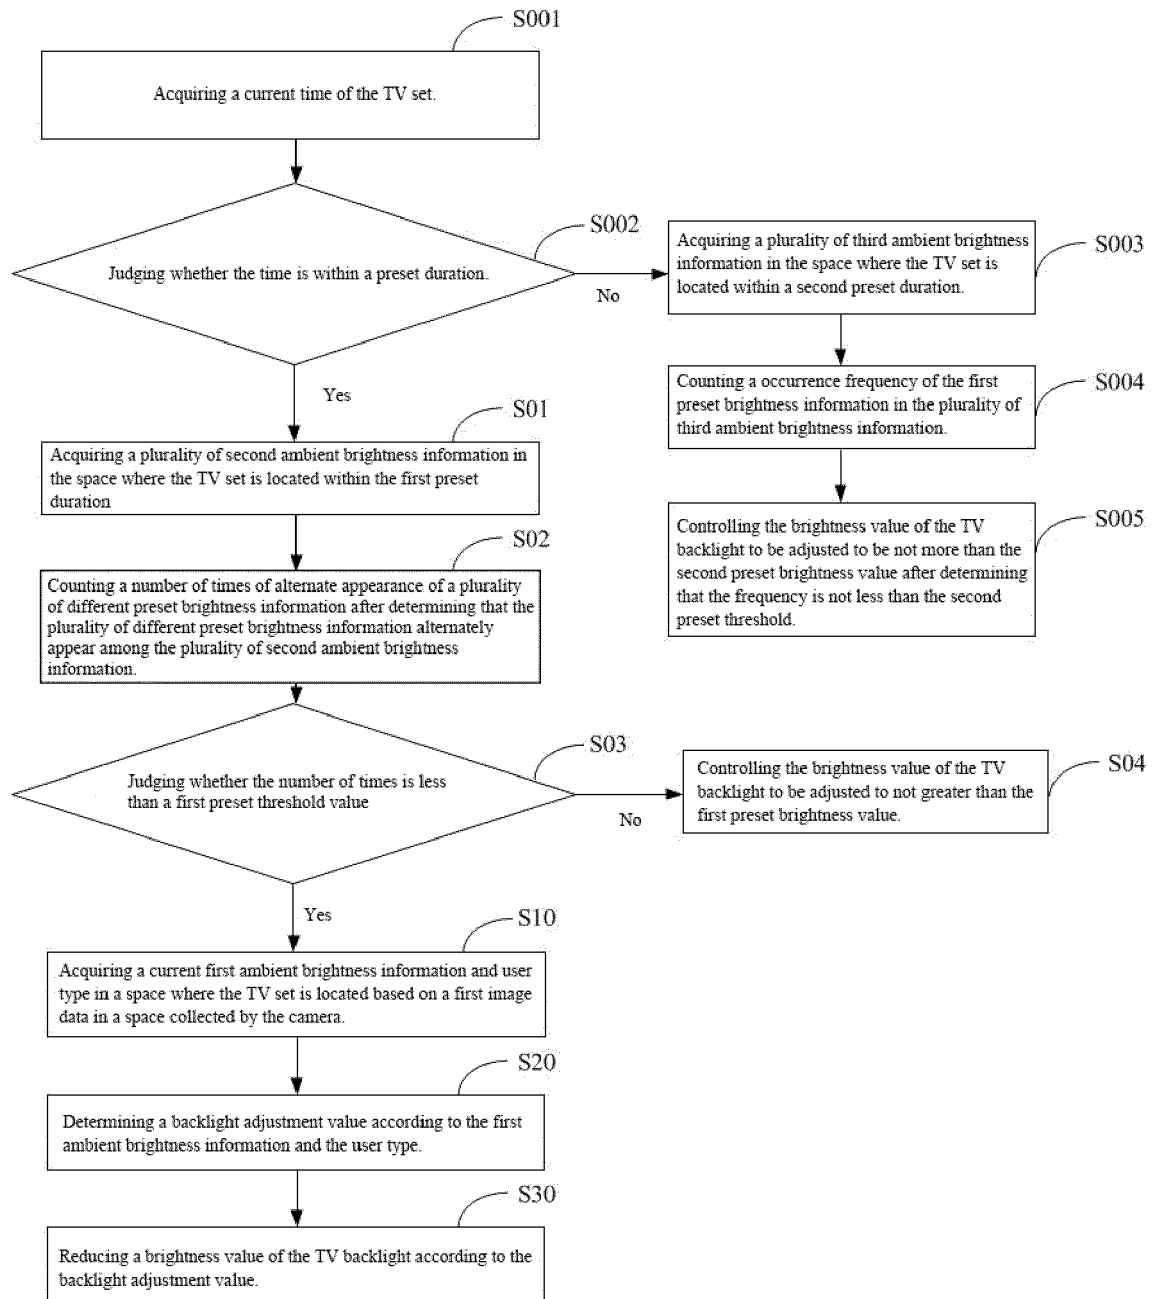 S001
Acquiring a current time of the TV set.
S002
Judging whether the time is within a preset duration.
No
Acquiring a plurality of third ambient brightness
information in the space where the TV set is
located within a second preset duration.
S003
Yes
Counting a occurrence frequency of the first
preset brightness information in the plurality of
third ambient brightness information.
S004
S01
Acquiring a plurality of second ambient brightness information in
the space where the TV set is located within the first preset
duration
Controlling the brightness value of the TV
backlight to be adjusted to be not more than the
second preset brightness value after determining
that the frequency is not less than the second
preset threshold.
S005
S02
Counting a number of times of alternate appearance of a plurality
of different preset brightness information after determining that the
plurality of different preset brightness information alternately
appear among the plurality of second ambient brightness
information.
S03
Judging whether the number of times is less
than a first preset threshold value
No
Controlling the brightness value of the TV
backlight to be adjusted to not greater than the
first preset brightness value.
S04
Yes
S10
Acquiring a current first ambient brightness information and user
type in a space where the TV set is located based on a first image
data in a space collected by the camera.
S20
Determining a backlight adjustment value according to the first
ambient brightness information and the user type.
S30
Reducing a brightness value of the TV backlight according to the
backlight adjustment value.